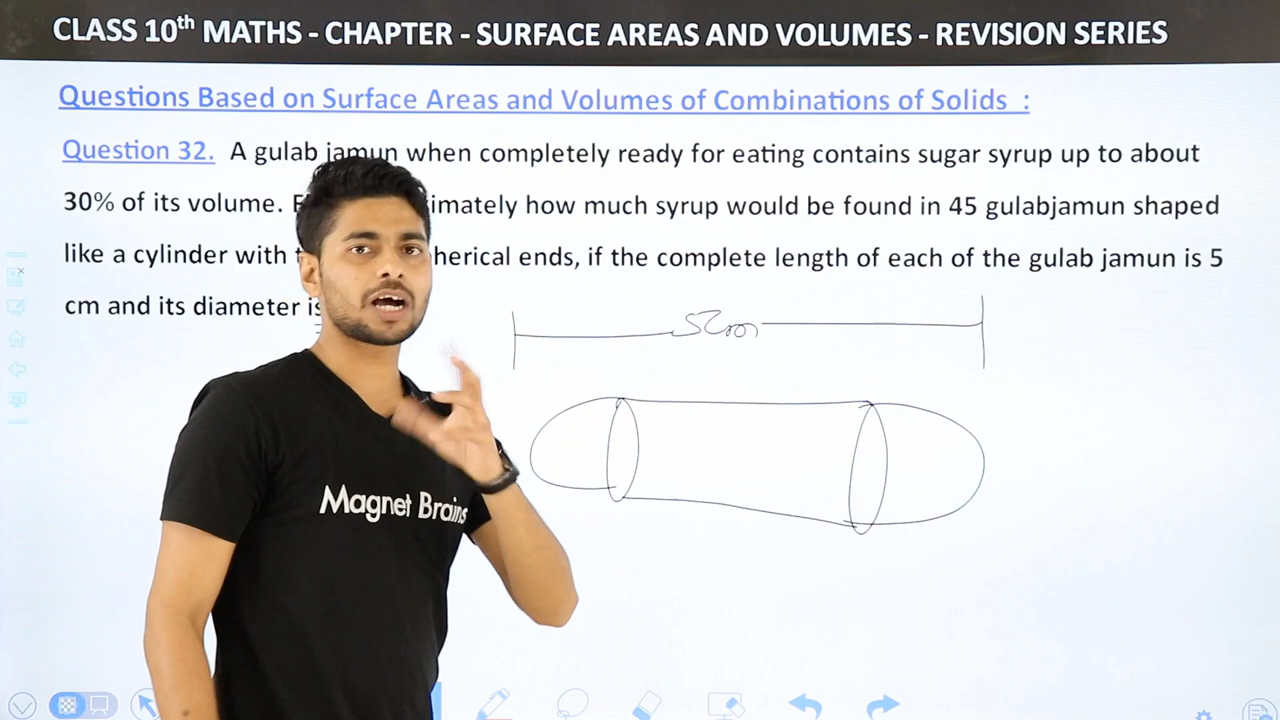 CLASS 10th MATHS - CHAPTER - SURFACE AREAS AND VOLUMES - REVISION SERIES
Questions Based on Surface Areas and Volumes of Combinations of Solids :
Question 32. A gulab jamun when completely ready for eating contains sugar syrup up to about
30% of its volume. how much syrup would be found in 45 gulabjamun shaped
like a cylinder with ends, if the complete length of each of the gulab jamun is 5
cm and its diameter is
5cm
Magnet Brains